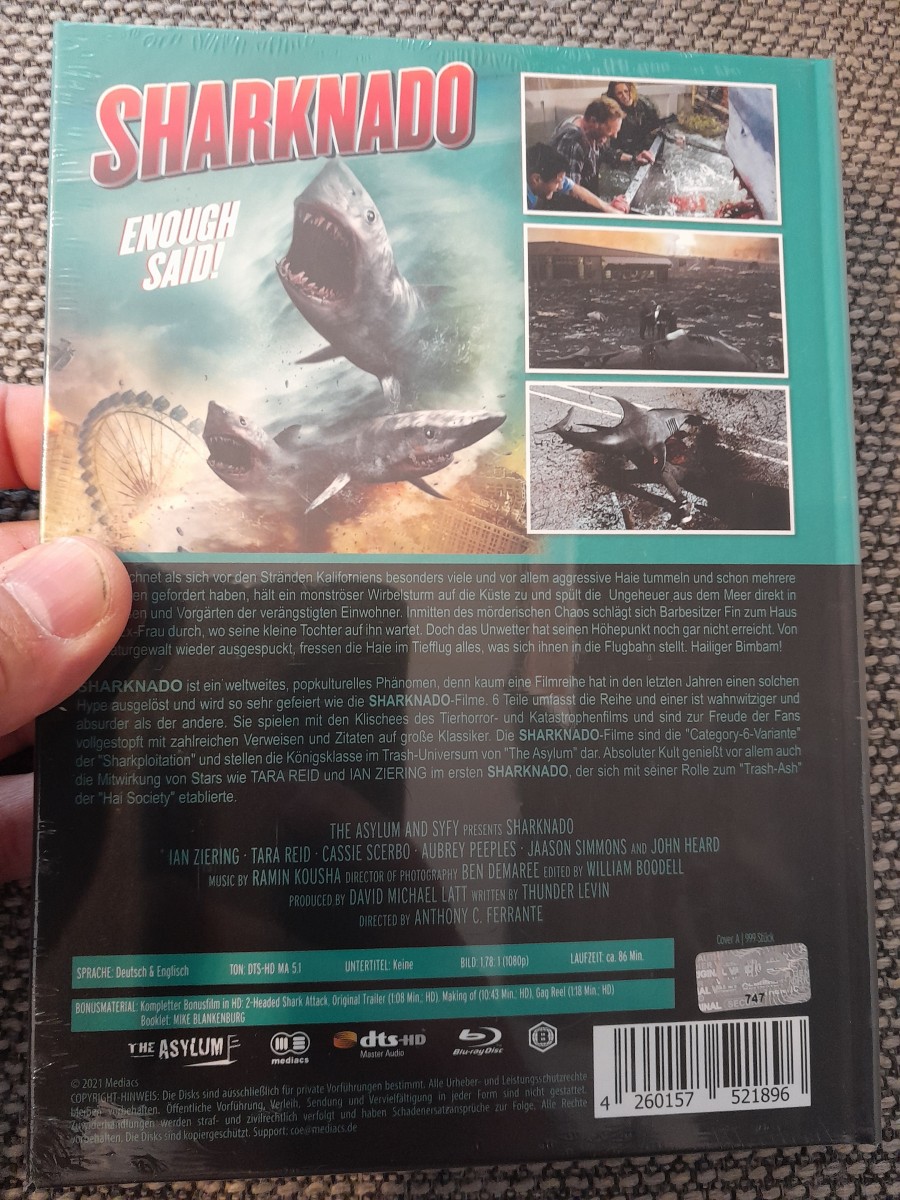 SHARKNADO
ENOUGH
SAID!
chnet als sich vor den Stränden Kaliforniens besonders viele und vor allem aggressive Haie tummeln und schon mehrere
en gefordert haben, hält ein monströser Wirbelsturm auf die Küste zu und spült die Ungeheuer aus dem Meer direkt in
en und Vorgärten der verängstigten Einwohner. Inmitten des mörderischen Chaos schlägt sich Barbesitzer Fin zum Haus
x-Frau durch, wo seine kleine Tochter auf ihn wartet. Doch das Unwetter hat seinen Höhepunkt noch gar nicht erreicht. Von
aturgewalt wieder ausgespuckt, fressen die Haie im Tiefflug alles, was sich ihnen in die Flugbahn stellt. Hailiger Bimbam!
SHARKNADO ist ein weltweites, popkulturelles Phänomen, denn kaum eine Filmreihe hat in den letzten Jahren einen solchen
Hype ausgelöst und wird so sehr gefeiert wie die SHARKNADO-Filme. 6 Teile umfasst die Reihe und einer ist wahnwitziger und
absurder als der andere. Sie spielen mit den Klischees des Tierhorror- und Katastrophenfilms und sind zur Freude der Fans
vollgestopft mit zahlreichen Verweisen und Zitaten auf große Klassiker. Die SHARKNADO-Filme sind die "Category-6-Variante"
der "Sharkploitation" und stellen die Königsklasse im Trash-Universum von "The Asylum" dar. Absoluter Kult genießt vor allem auch
die Mitwirkung von Stars wie TARA REID und IAN ZIERING im ersten SHARKNADO, der sich mit seiner Rolle zum "Trash-Ash"
der "Hai Society" etablierte.
THE ASYLUM AND SYFY PRESENTS SHARKNADO
IAN ZIERING · TARA REID · CASSIE SCERBO · AUBREY PEEPLES · JAASON SIMMONS AND JOHN HEARD
MUSIC BY RAMIN KOUSHA DIRECTOR OF PHOTOGRAPHY BEN DEMAREE EDITED BY WILLIAM BOODELL
PRODUCED BY DAVID MICHAEL LATT WRITTEN BY THUNDER LEVIN
DIRECTED BY ANTHONY C. FERRANTE
Cover A | 999 Stück
SPRACHE: Deutsch & Englisch TON: DTS-HD MA 5.1 UNTERTITEL: Keine BILD: 1.78:1 (1080p) LAUFZEIT: ca. 86 Min.
BONUSMATERIAL: Kompletter Bonusfilm in HD: 2-Headed Shark Attack, Original Trailer (1:08 Min.; HD), Making of (10:43 Min.; HD), Gag Reel (1:18 Min.; HD)
Booklet: MIKE BLANKENBURG
747
THE ASYLUM mediacs dts-HD Master Audio Blu-ray Disc
© 2021 Mediacs
COPYRIGHT-HINWEIS: Die Disks sind ausschließlich für private Vorführungen bestimmt. Alle Urheber- und Leistungsschutzrechte
bleiben vorbehalten. Öffentliche Vorführung, Verleih, Sendung und Vervielfältigung in jeder Form sind nicht gestattet.
Zuwiderhandlungen werden straf- und zivilrechtlich verfolgt und haben Schadenersatzansprüche zur Folge. Alle Rechte
vorbehalten. Die Disks sind kopiergeschützt. Support: coe@mediacs.de
4 260157 521896